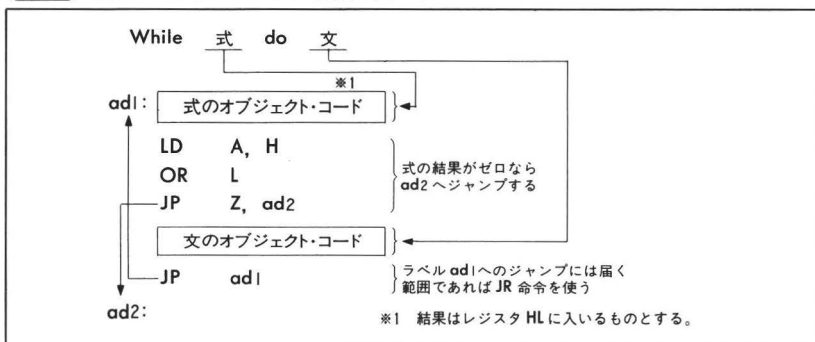 While 式 do 文
※1
ad1: 式のオブジェクト・コード
LD A, H
OR L
JP Z, ad2
式の結果がゼロなら
ad2へジャンプする
文のオブジェクト・コード
JP ad1
ラベルad1へのジャンプには届く
範囲であればJR命令を使う
ad2:
※1 結果はレジスタHLに入いるものとする。